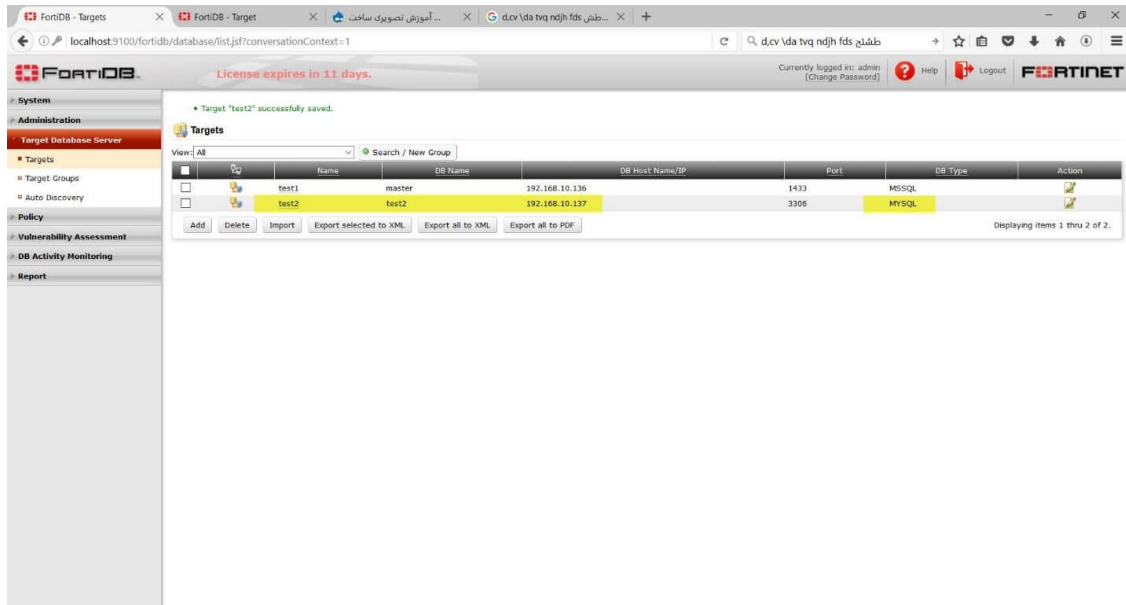 FortiDB - Targets
FortiDB - Target
آموزش تصویری ساخت ...
d,cv \da tvq ndjh fds طش... - G
localhost:9100/fortidb/database/list.jsf?conversationContext=1
d,cv \da tvq ndjh fds طشلج
FORTIDB.
License expires in 11 days.
Currently logged in: admin
[Change Password]
Help
Logout
FORTINET
System
Administration
Target Database Server
Targets
Target Groups
Auto Discovery
Policy
Vulnerability Assessment
DB Activity Monitoring
Report
Target "test2" successfully saved.
Targets
View: All Search / New Group
Name DB Name DB Host Name/IP Port DB Type Action
test1 master 192.168.10.136 1433 MSSQL
test2 test2 192.168.10.137 3306 MYSQL
Add Delete Import Export selected to XML Export all to XML Export all to PDF Displaying items 1 thru 2 of 2.